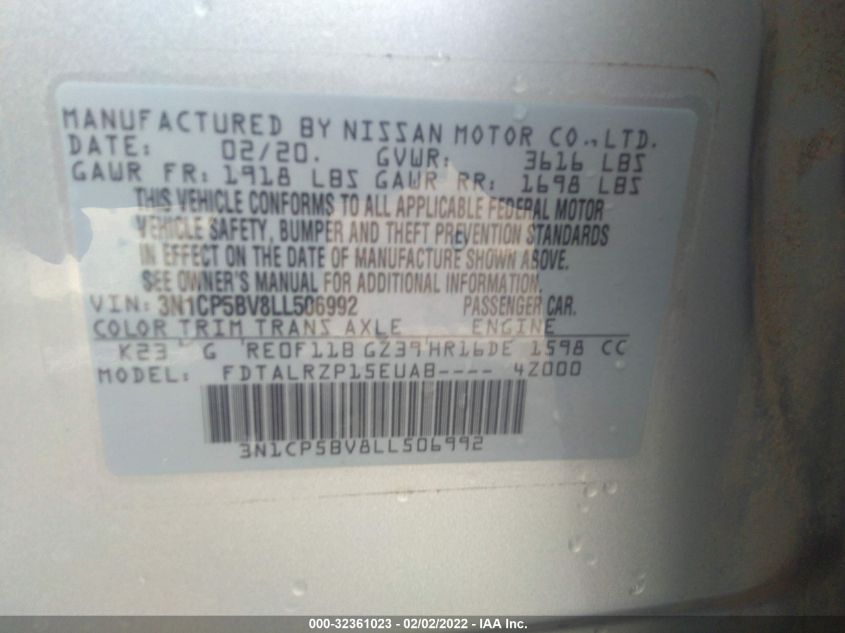 MANUFACTURED BY NISSAN MOTOR CO., LTD.
DATE: 02/20. GVWR: 3616 LBS
GAWR FR: 1918 LBS GAWR RR: 1698 LBS
THIS VEHICLE CONFORMS TO ALL APPLICABLE FEDERAL MOTOR
VEHICLE SAFETY, BUMPER AND THEFT PREVENTION STANDARDS
IN EFFECT ON THE DATE OF MANUFACTURE SHOWN ABOVE.
SEE OWNER'S MANUAL FOR ADDITIONAL INFORMATION.
VIN: 3N1CP5BV8LL506992 PASSENGER CAR.
COLOR TRIM TRANS AXLE ENGINE
K23 G RE0F11B GZ39 HR16DE 1598 CC
MODEL: FDTALRZP15EUAB---- 4Z000
3N1CP5BV8LL506992
000-32361023 - 02/02/2022 - IAA Inc.